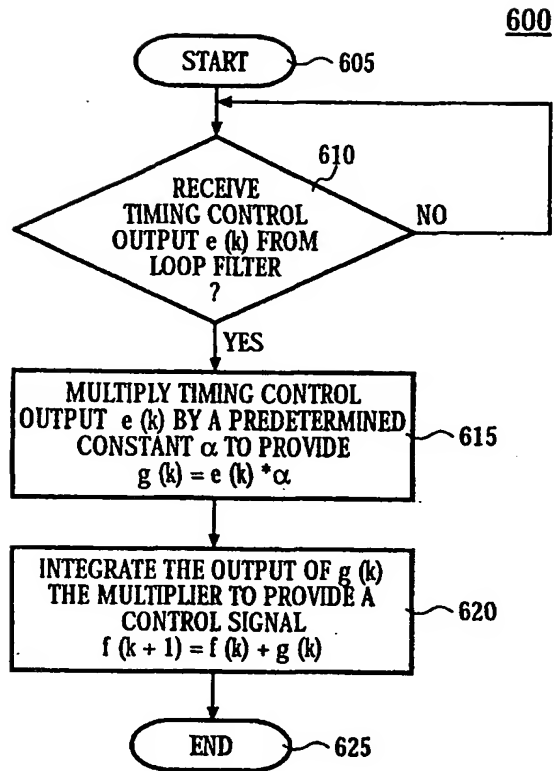 600
START
605
610
RECEIVE
TIMING CONTROL
OUTPUT e (k) FROM
LOOP FILTER
?
NO
YES
MULTIPLY TIMING CONTROL
OUTPUT e (k) BY A PREDETERMINED
CONSTANT α TO PROVIDE
g (k) = e (k) *α
615
INTEGRATE THE OUTPUT OF g (k)
THE MULTIPLIER TO PROVIDE A
CONTROL SIGNAL
f (k + 1) = f (k) + g (k)
620
END
625